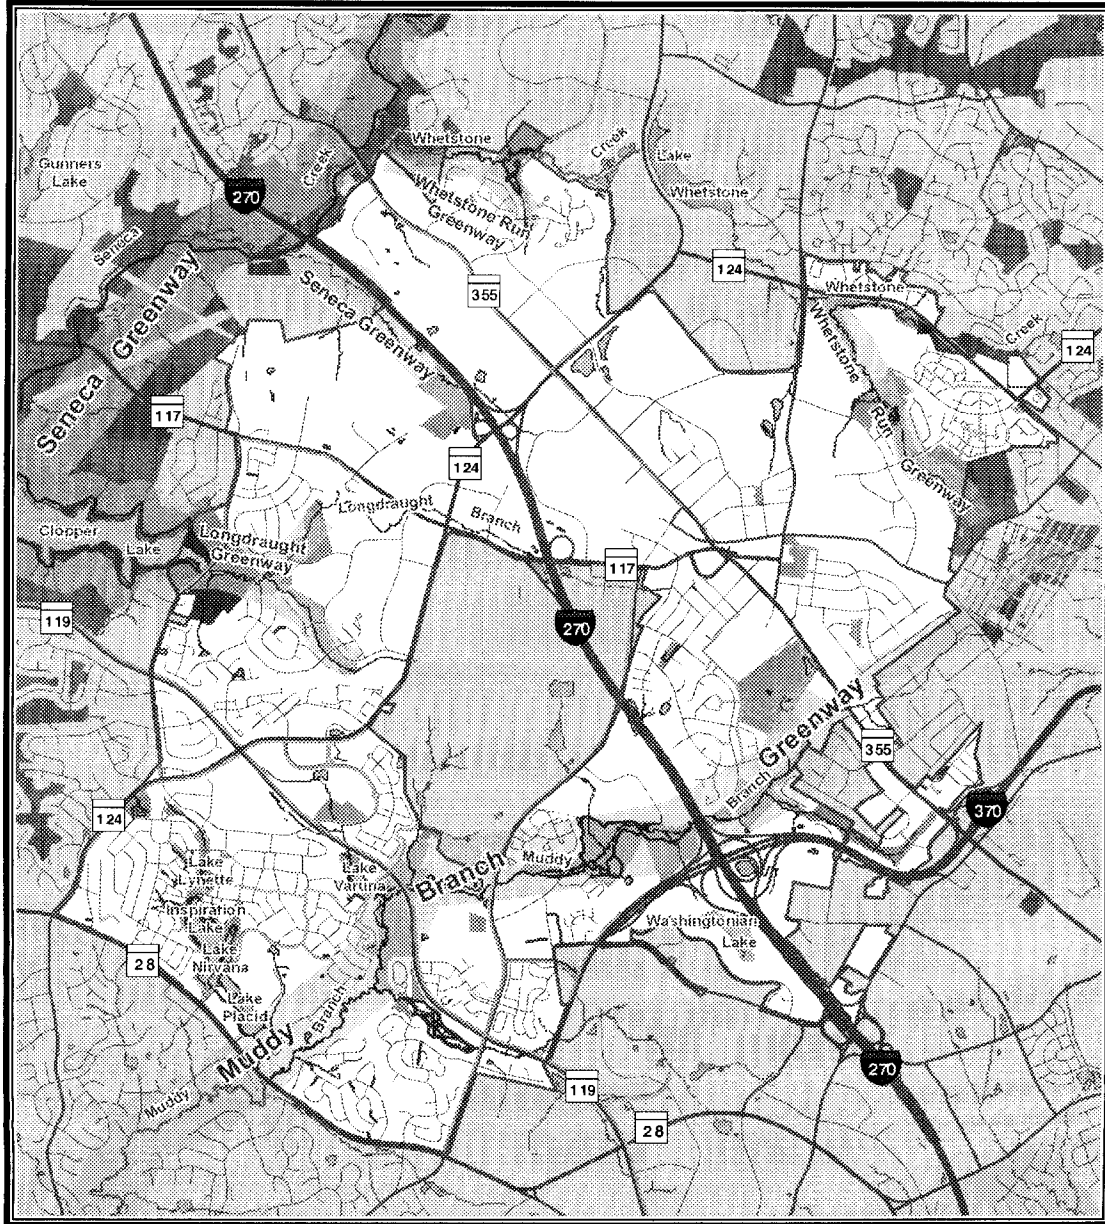 Whetstone
Creek
Lake
Whetstone
Gunners
Lake
Creek
270
Whetstone Run
Greenway
Seneca
124
355
Whetstone
Seneca Greenway
Seneca Greenway
Whetstone
Run
Greenway
Creek
124
117
124
Longdraught
Branch
Clopper
Lake
Longdraught
Greenway
117
119
270
Greenway
Branch
355
370
124
Lake
Lynette
Lake
Varuna
Branch
Muddy
Inspiration
Lake
Washingtonian
Lake
Lake
Nirvana
28
Lake
Placid
Branch
Muddy
Muddy
270
119
28